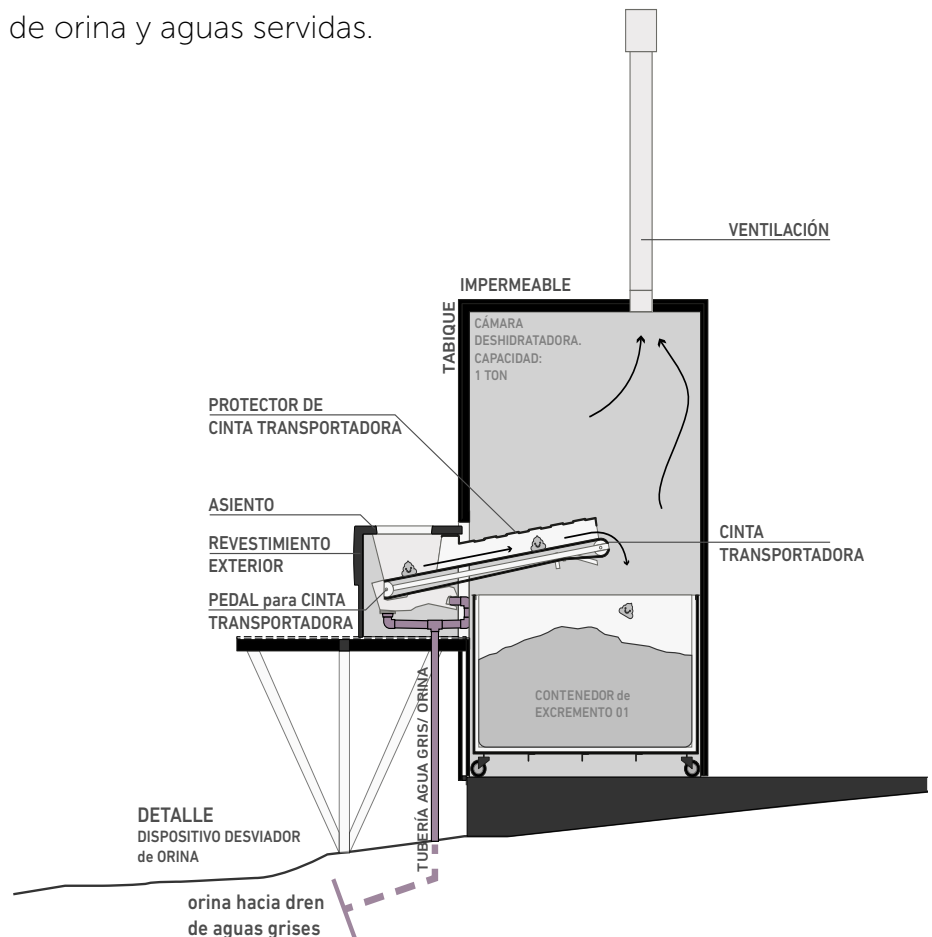 de orina y aguas servidas.
VENTILACIÓN
IMPERMEABLE
TABIQUE
CÁMARA
DESHIDRATADORA.
CAPACIDAD:
1 TON
PROTECTOR DE
CINTA TRANSPORTADORA
ASIENTO
REVESTIMIENTO
EXTERIOR
CINTA
TRANSPORTADORA
PEDAL para CINTA
TRANSPORTADORA
CONTENEDOR de
EXCREMENTO 01
TUBERÍA AGUA GRIS/ ORINA
DETALLE
DISPOSITIVO DESVIADOR
de ORINA
orina hacia dren
de aguas grises